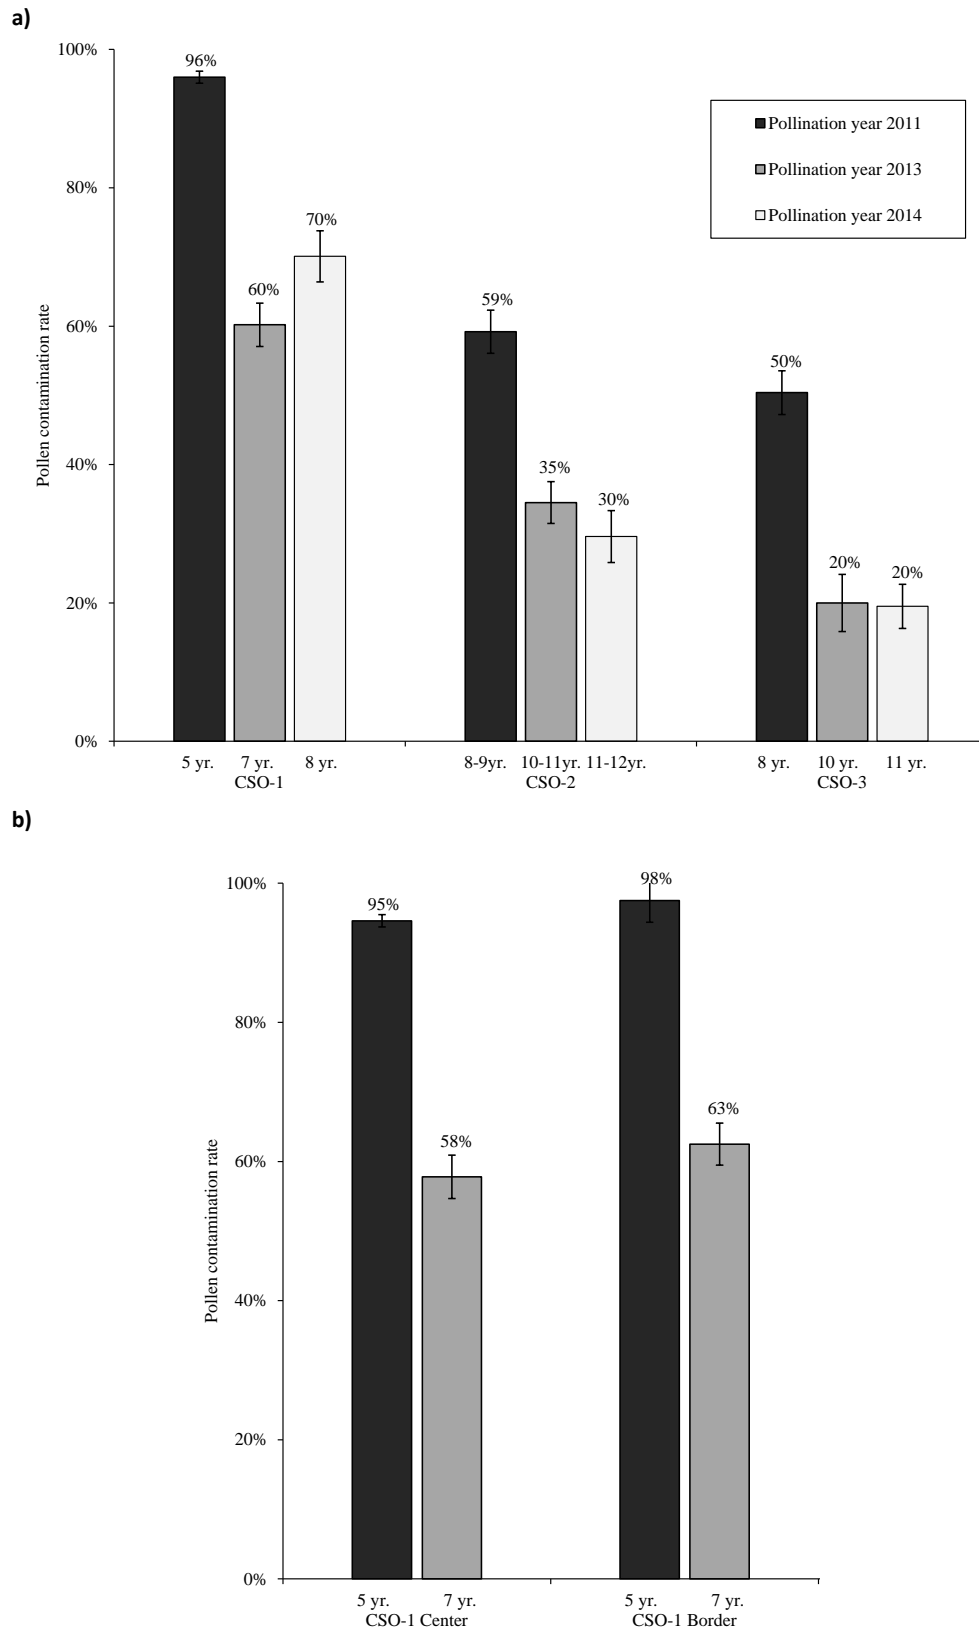 a)
100%
80%
60%
40%
20%
0%
Pollen contamination rate
96%
60%
70%
59%
35%
30%
50%
20%
20%
Pollination year 2011
Pollination year 2013
Pollination year 2014
5 yr. 7 yr. 8 yr. 8-9yr. 10-11yr. 11-12yr. 8 yr. 10 yr. 11 yr.
CSO-1 CSO-2 CSO-3
b)
100%
80%
60%
40%
20%
0%
Pollen contamination rate
95%
58%
98%
63%
5 yr. 7 yr. 5 yr. 7 yr.
CSO-1 Center CSO-1 Border